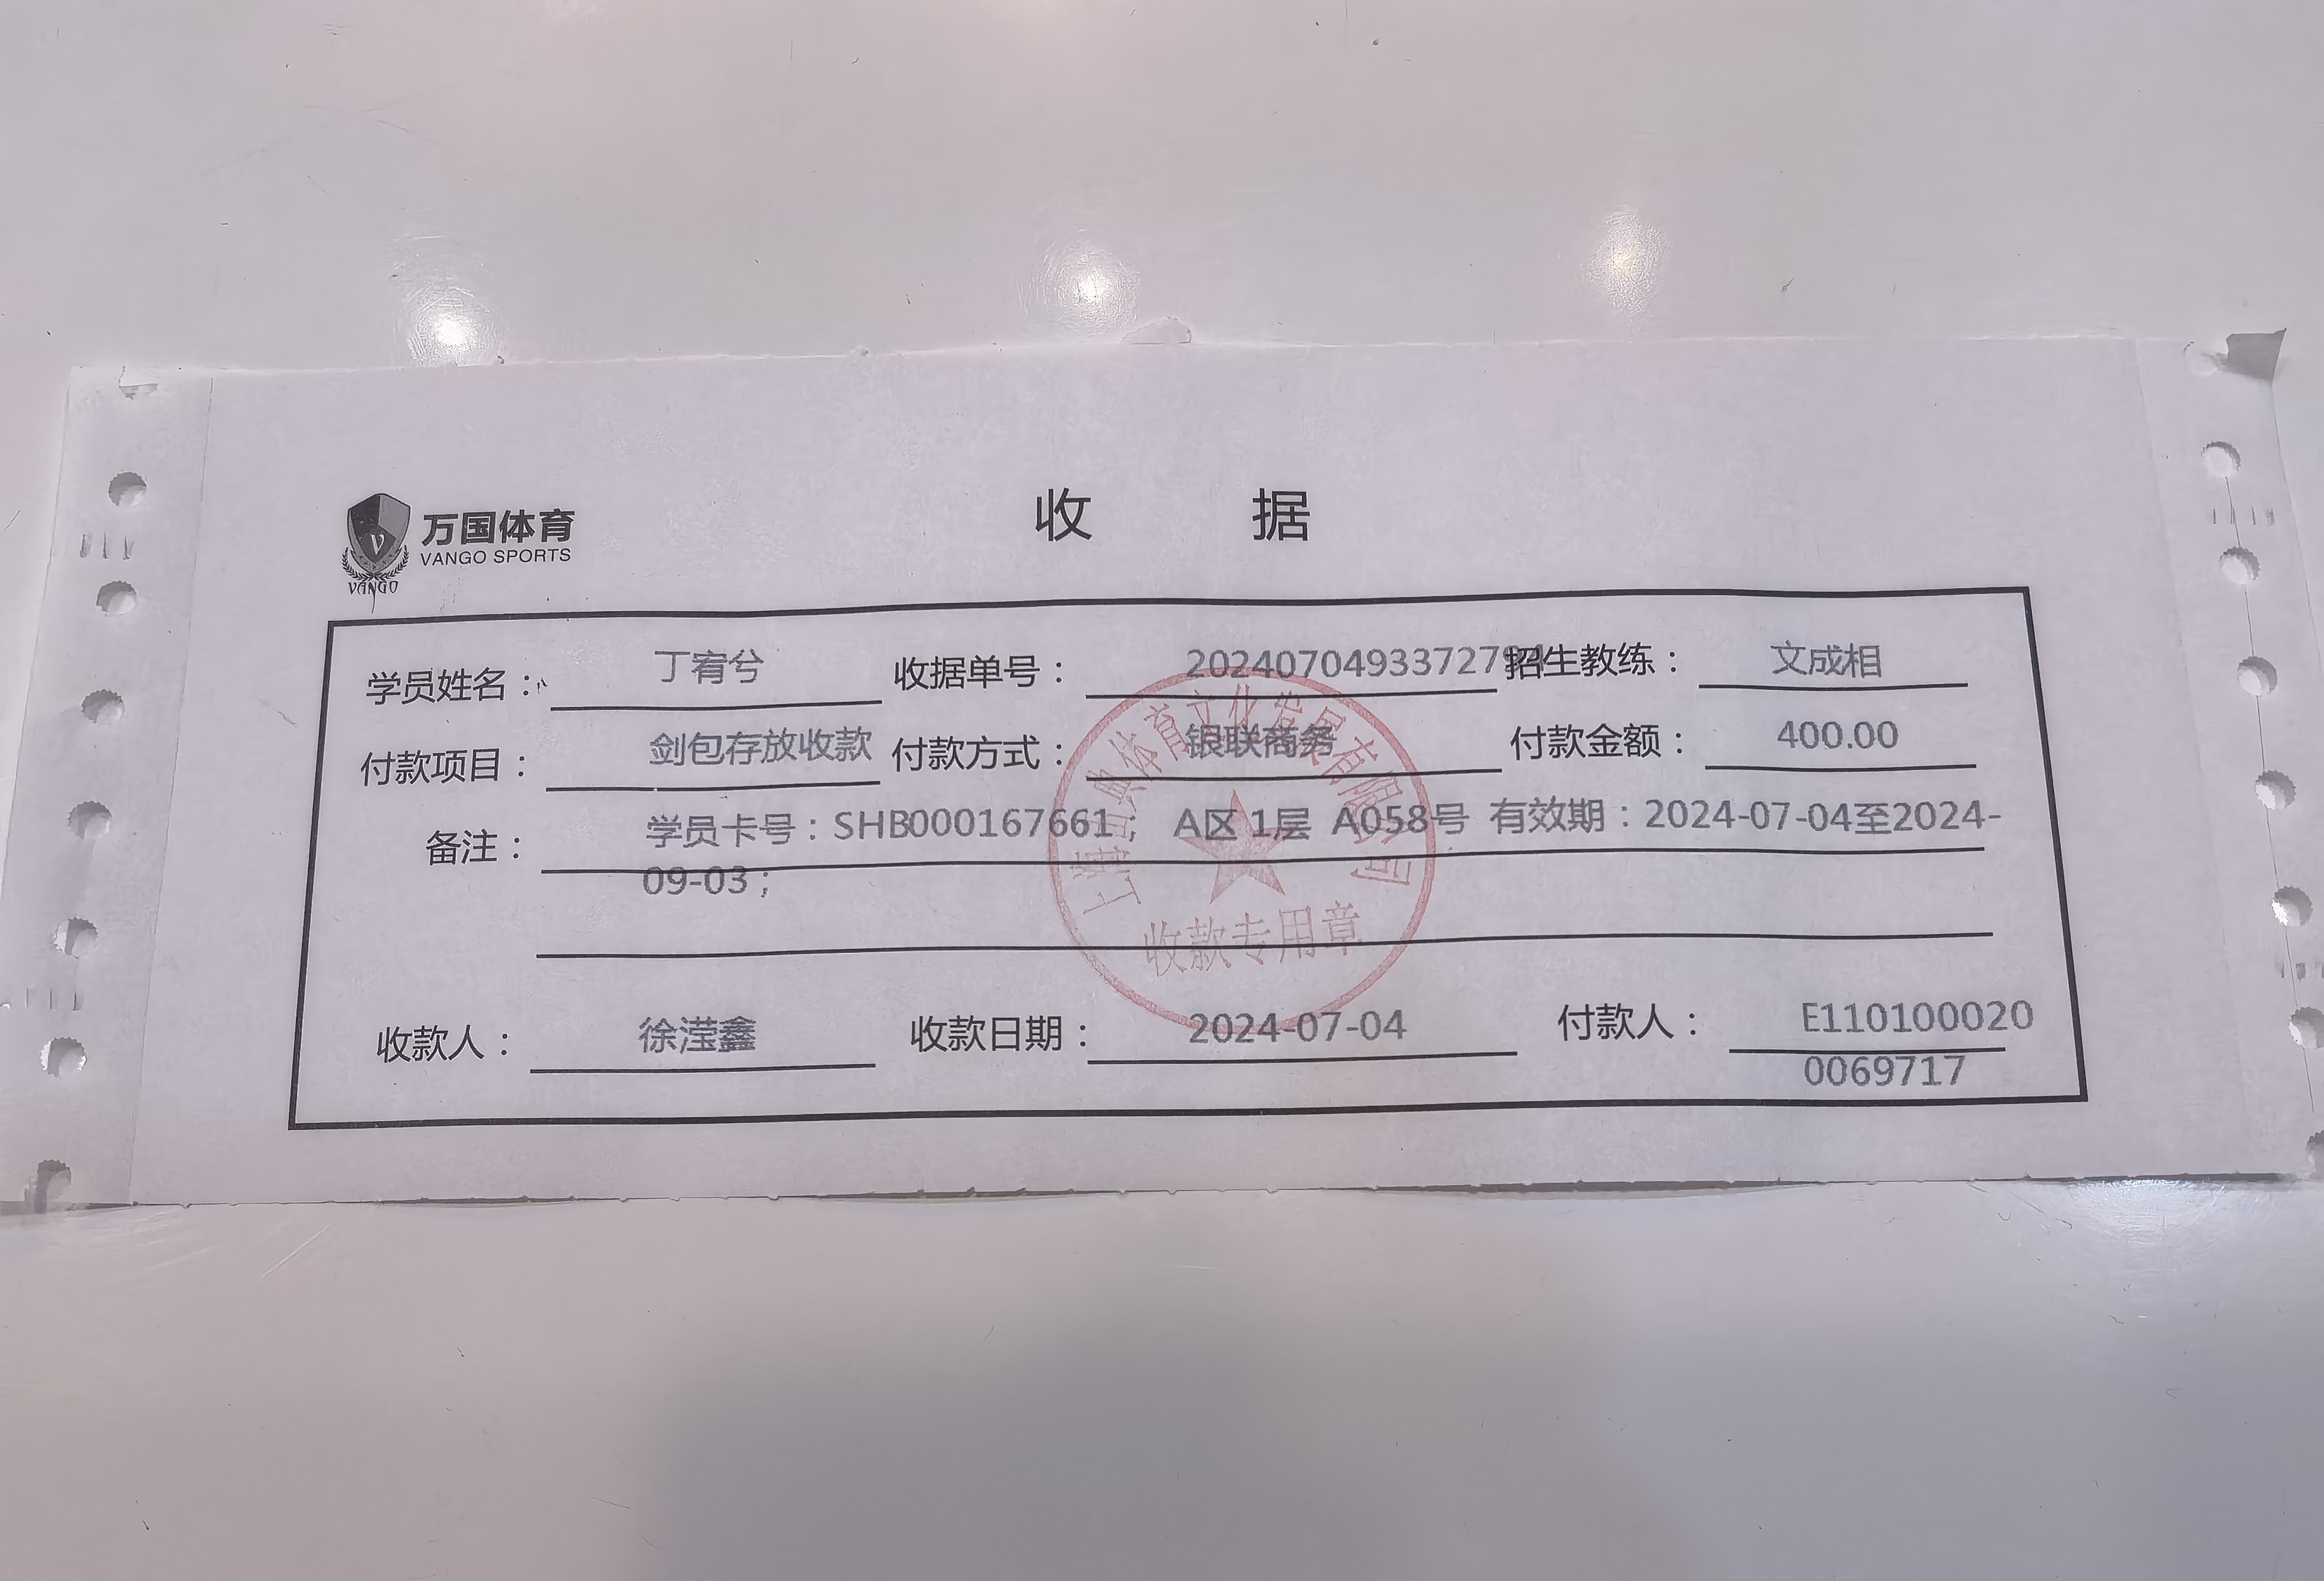 万国体育
VANGO SPORTS
VANGO
收 据
学员姓名： 丁宥兮 收据单号： 招生教练： 文成相
付款项目： 剑包存放收款 付款方式： 银联商务 付款金额： 400.00
备注： 学员卡号：SHB000167661； A区 1层 A058号 有效期：2024-07-04至2024-
09-03；
收款专用章
收款人： 徐滢鑫 收款日期： 2024-07-04 付款人： E110100020
0069717